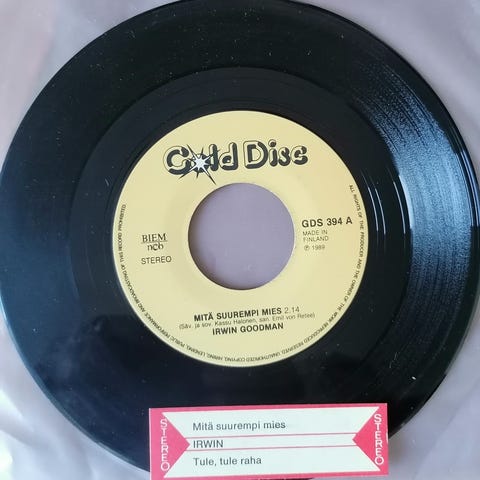 Gold Disc
GDS 394 A
MADE IN
FINLAND
℗ 1989
BIEM
ncb
STEREO
MITÄ SUUREMPI MIES 2.14
(Säv. ja sov. Kassu Halonen, san. Emil von Retee)
IRWIN GOODMAN
ALL RIGHTS OF THE PRODUCER AND THE OWNER OF THE WORK REPRODUCED RESERVED. UNAUTHORIZED COPYING, HIRING, LENDING, PUBLIC PERFORMANCE AND BROADCASTING OF THIS RECORD PROHIBITED.
STEREO
Mitä suurempi mies
IRWIN
Tule, tule raha
STEREO